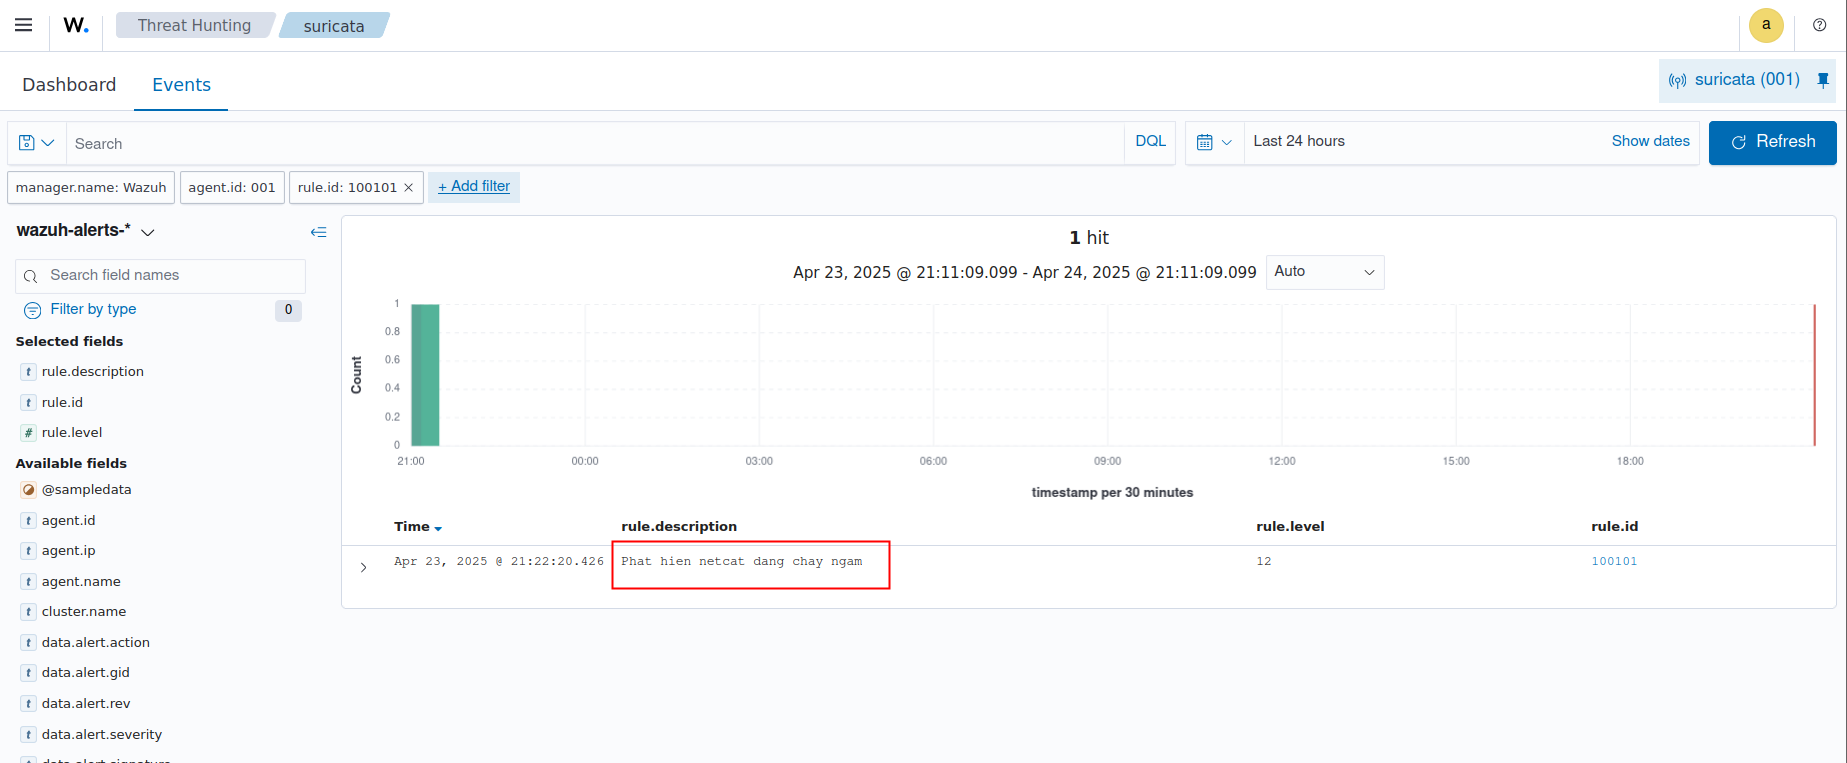 W.
Threat Hunting
suricata
a
Dashboard
Events
suricata (001)
Search
DQL
Last 24 hours
Show dates
Refresh
manager.name: Wazuh
agent.id: 001
rule.id: 100101 ×
+ Add filter
wazuh-alerts-*
Search field names
Filter by type
0
Selected fields
t rule.description
t rule.id
# rule.level
Available fields
@sampledata
t agent.id
t agent.ip
t agent.name
t cluster.name
t data.alert.action
t data.alert.gid
t data.alert.rev
t data.alert.severity
1 hit
Apr 23, 2025 @ 21:11:09.099 - Apr 24, 2025 @ 21:11:09.099
Auto
Count
1
0.8
0.6
0.4
0.2
0
21:00
00:00
03:00
06:00
09:00
12:00
15:00
18:00
timestamp per 30 minutes
Time
rule.description
rule.level
rule.id
Apr 23, 2025 @ 21:22:20.426
Phat hien netcat dang chay ngam
12
100101